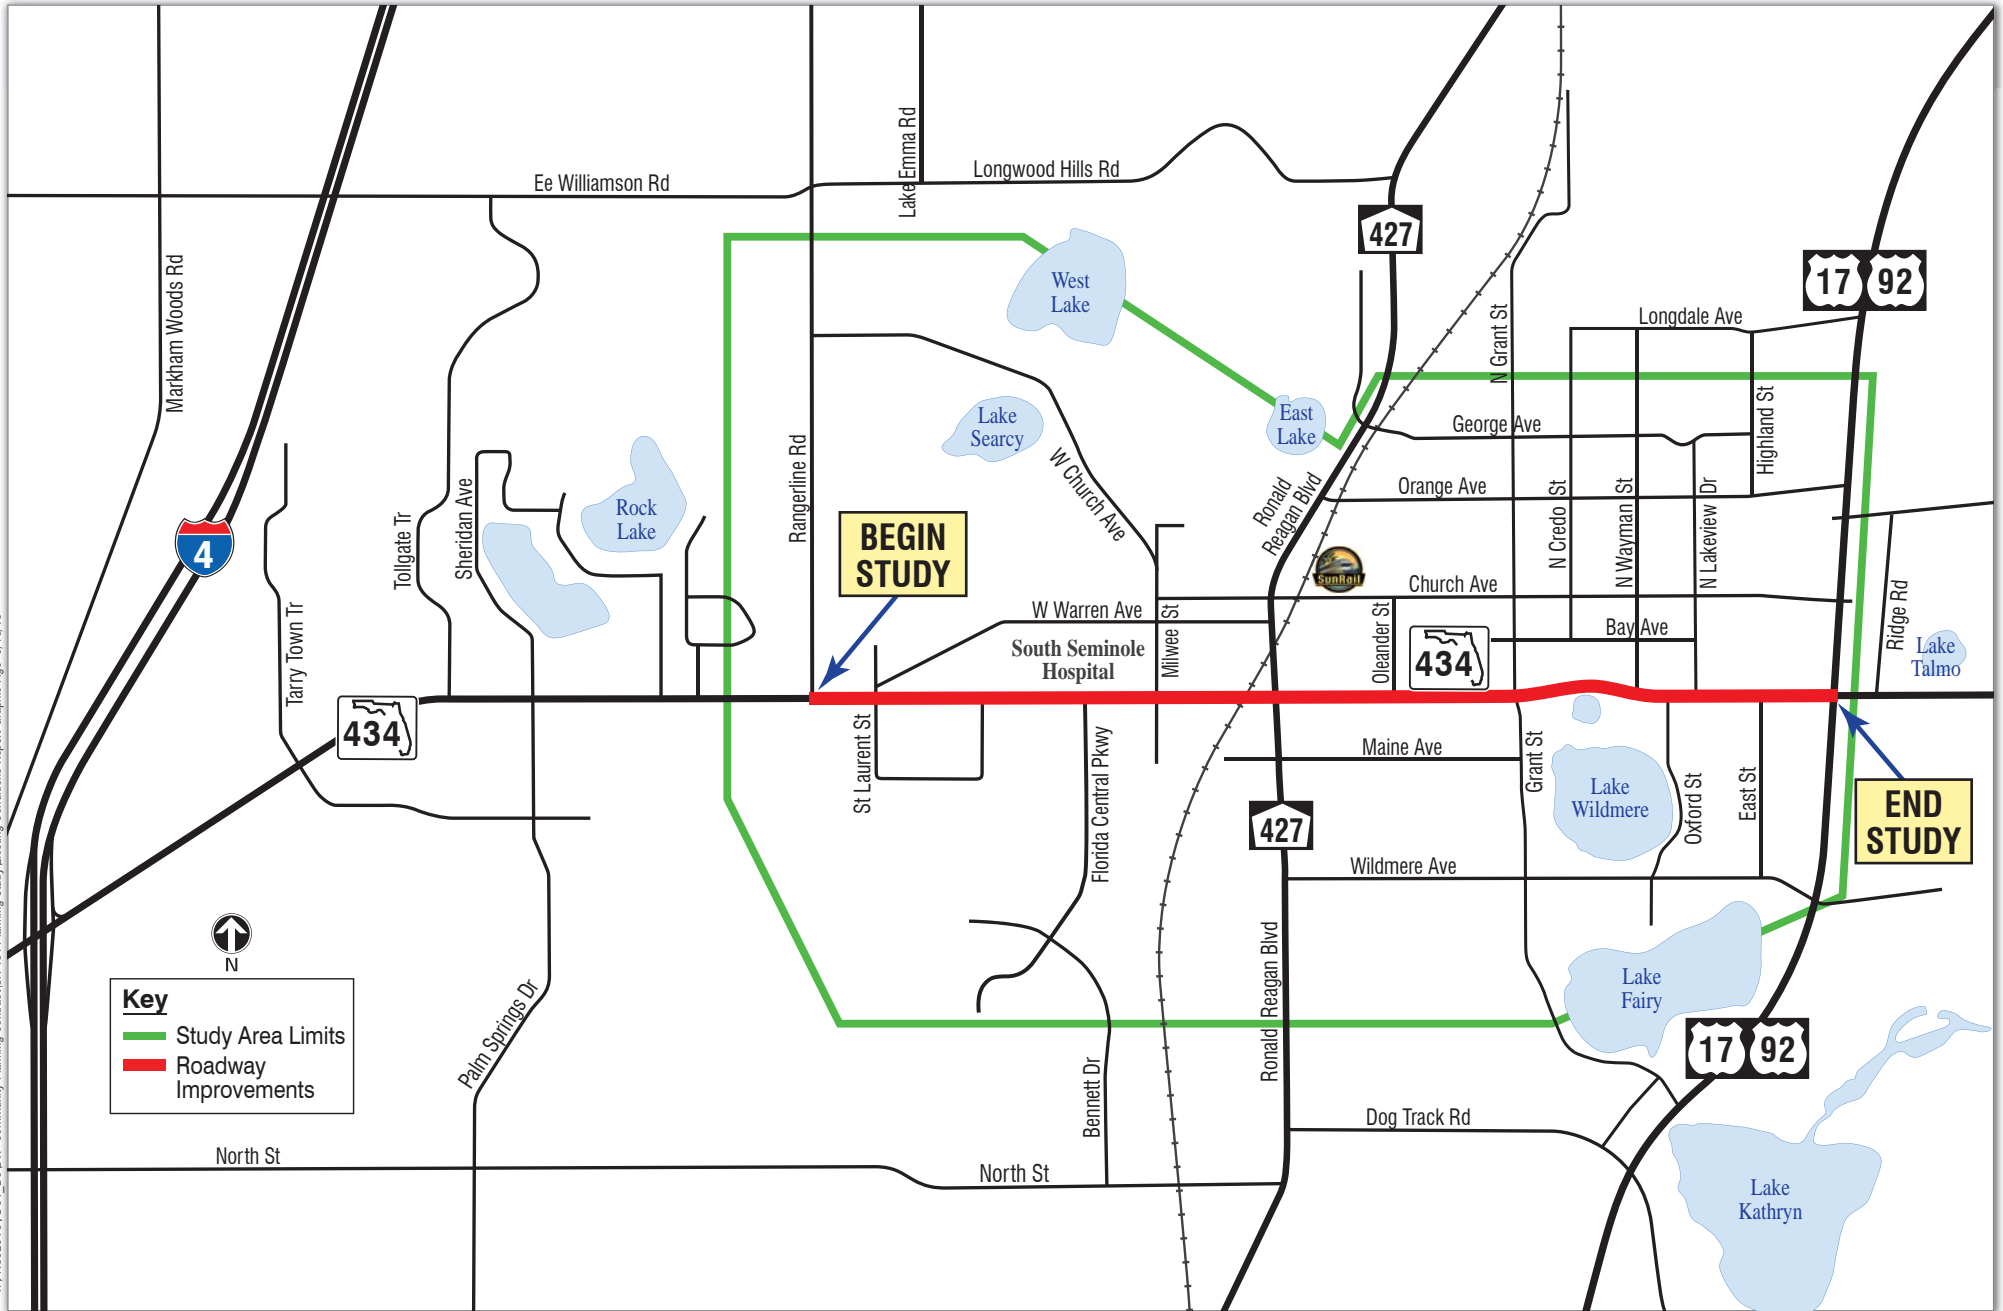 Ee Williamson Rd
Lake Emma Rd
Longwood Hills Rd
427
17 92
Markham Woods Rd
West
Lake
N Grant St
Longdale Ave
Lake
Searcy
East
Lake
George Ave
Highland St
Rangerline Rd
W Church Ave
Ronald
Reagan Blvd
Orange Ave
N Credo St
N Wayman St
N Lakeview Dr
4
Tollgate Tr
Sheridan Ave
Rock
Lake
BEGIN
STUDY
SunRail
Church Ave
Tarry Town Tr
W Warren Ave
Milwee St
South Seminole
Hospital
Oleander St
434
Bay Ave
Ridge Rd
Lake
Talmo
434
St Laurent St
Florida Central Pkwy
Maine Ave
Grant St
Lake
Wildmere
Oxford St
East St
END
STUDY
427
Wildmere Ave
N
Key
Study Area Limits
Roadway
Improvements
Palm Springs Dr
Ronald Reagan Blvd
Lake
Fairy
17 92
Bennett Dr
Dog Track Rd
North St
North St
Lake
Kathryn